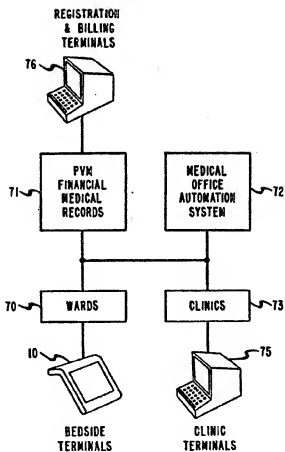 REGISTRATION
& BILLING
TERMINALS
76
PVM
FINANCIAL
MEDICAL
RECORDS
71
MEDICAL
OFFICE
AUTOMATION
SYSTEM
72
70
WARDS
CLINICS
73
10
75
BEDSIDE
TERMINALS
CLINIC
TERMINALS